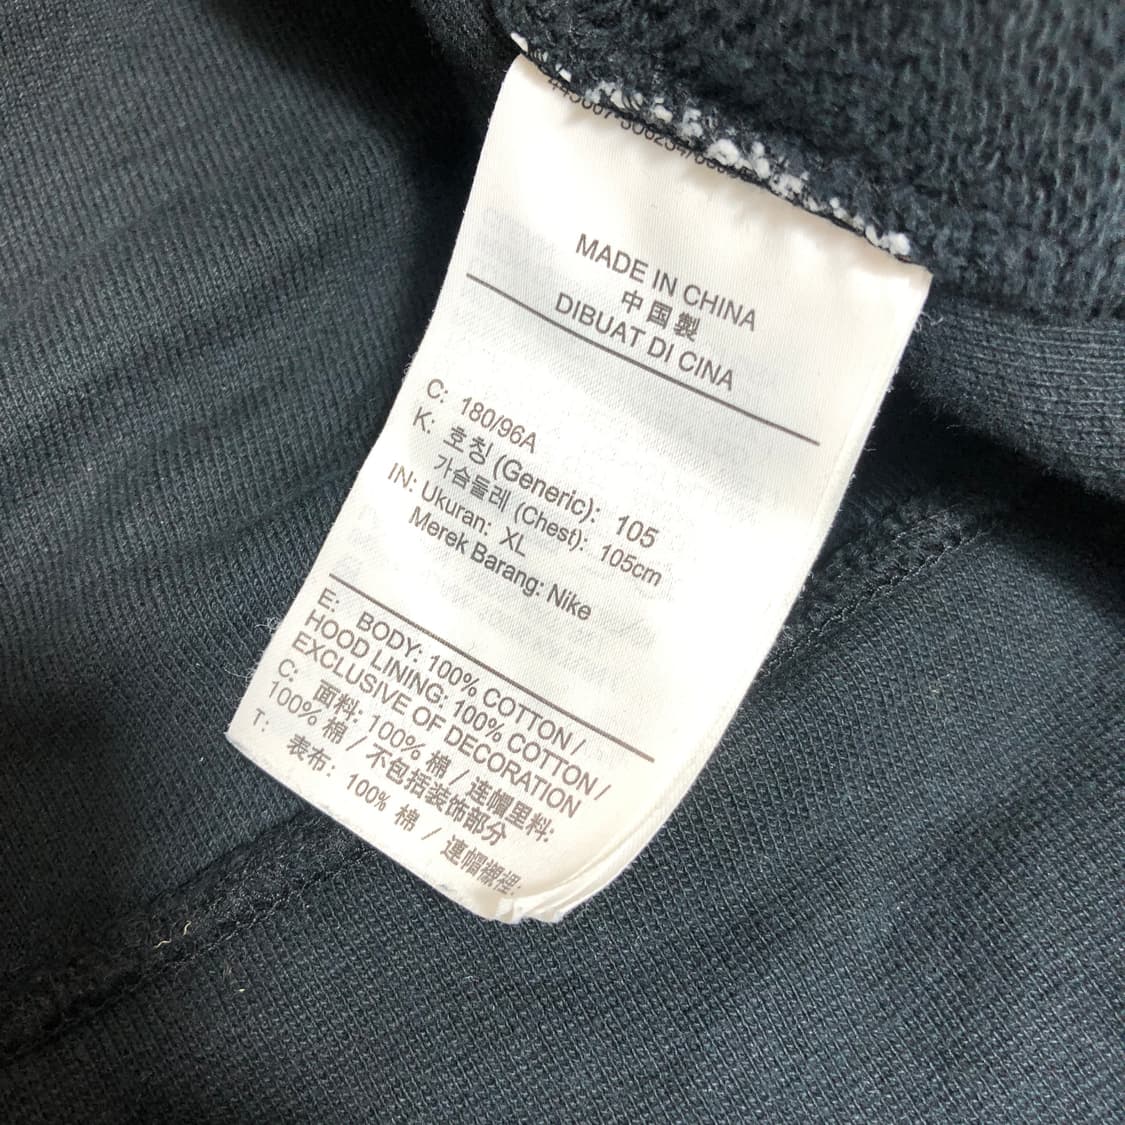 MADE IN CHINA
中国製
DIBUAT DI CINA
C: 180/96A
K: 호칭 (Generic): 105
가슴둘레 (Chest): 105cm
IN: Ukuran: XL
Merek Barang: Nike
E: BODY: 100% COTTON /
HOOD LINING: 100% COTTON /
EXCLUSIVE OF DECORATION
C: 面料: 100% 棉 / 连帽里料:
100% 棉 / 不包括装饰部分
T: 表布: 100% 棉 / 連帽襯裡: